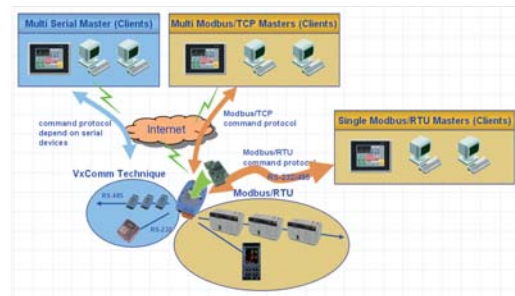 Multi Serial Master (Clients)
Multi Modbus/TCP Masters (Clients)
command protocol
depend on serial
devices
Internet
Modbus/TCP
command protocol
Single Modbus/RTU Masters (Clients)
Modbus/RTU
command protocol
RS-232/485
VxComm Technique
Modbus/RTU
RS-485
RS-232